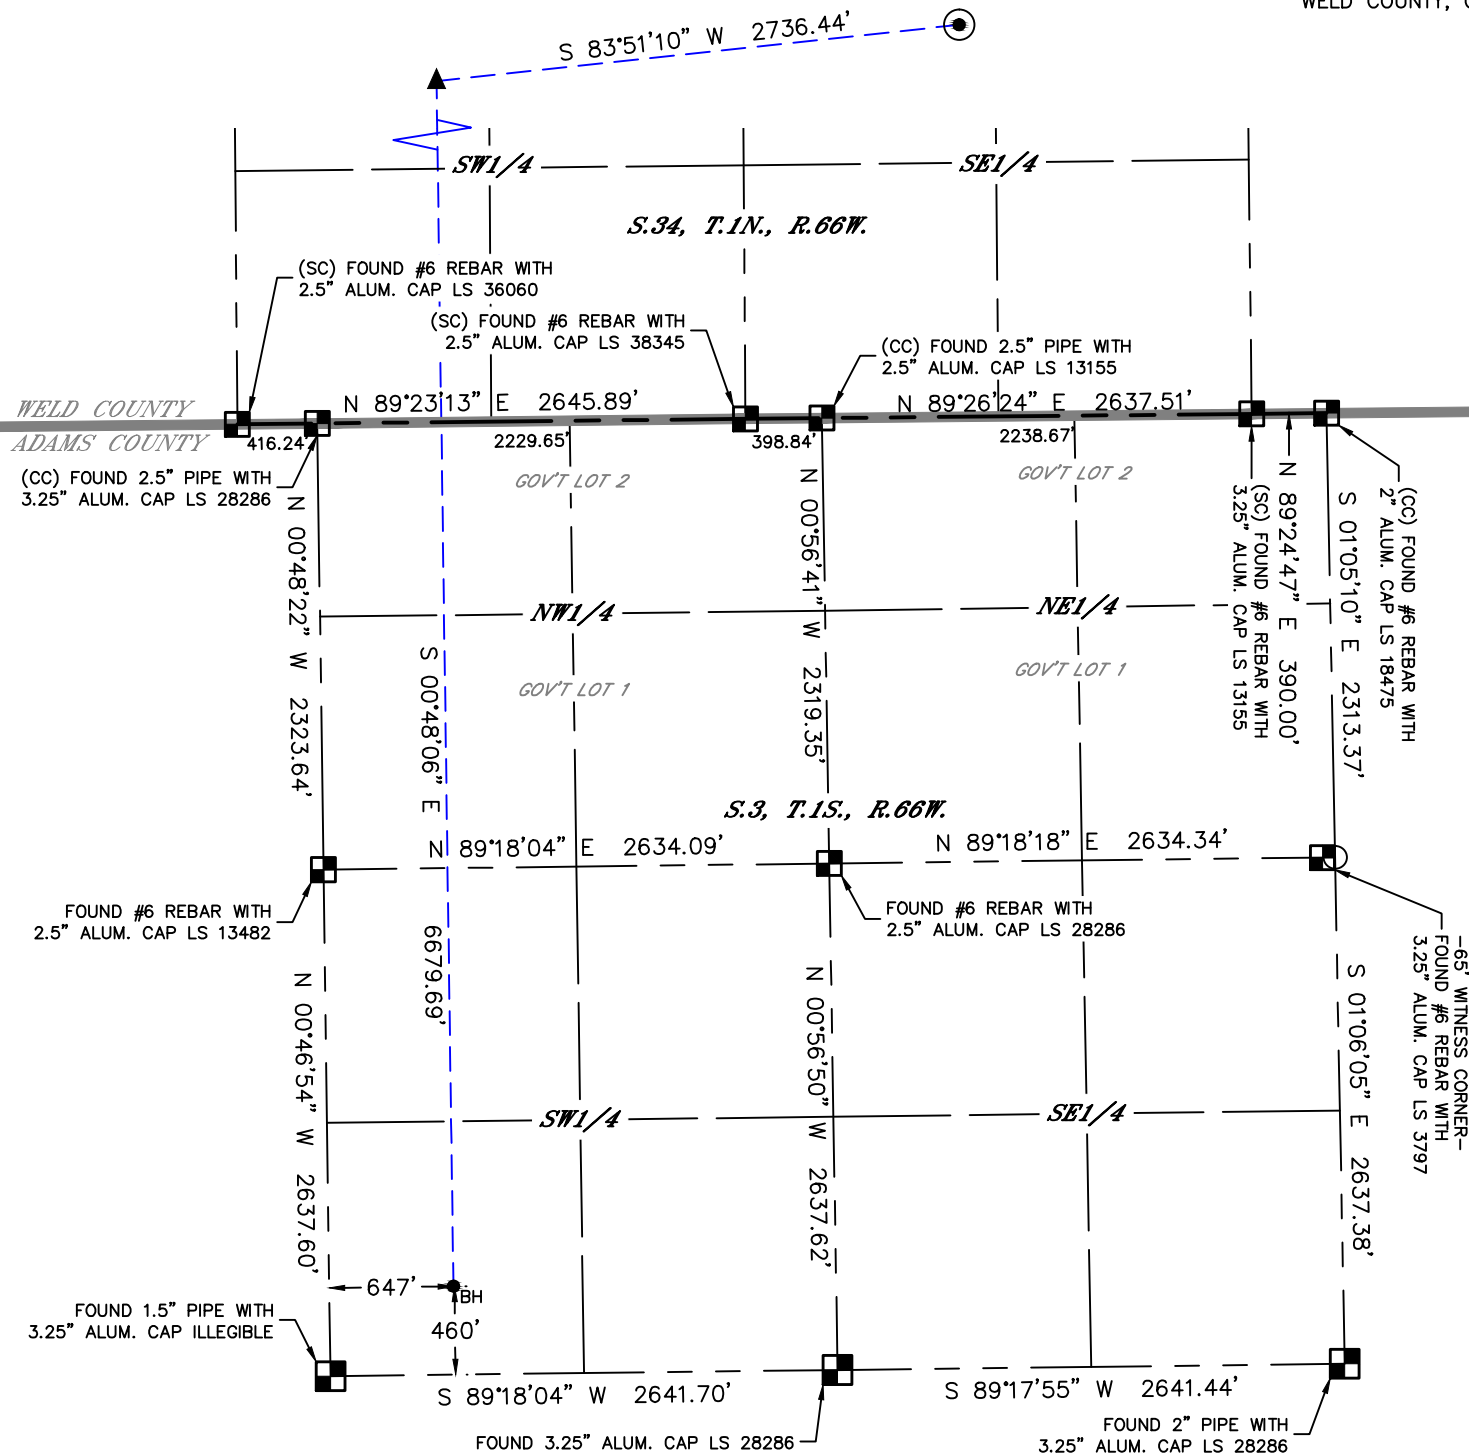 WELD COUNTY, C
S 83°51'10" W 2736.44'
SW1/4
SE1/4
S.34, T.1N., R.66W.
(SC) FOUND #6 REBAR WITH
2.5" ALUM. CAP LS 36060
(SC) FOUND #6 REBAR WITH
2.5" ALUM. CAP LS 38345
(CC) FOUND 2.5" PIPE WITH
2.5" ALUM. CAP LS 13155
WELD COUNTY
ADAMS COUNTY
N 89°23'13" E 2645.89'
N 89°26'24" E 2637.51'
416.24'
2229.65'
398.84'
2238.67'
(CC) FOUND 2.5" PIPE WITH
3.25" ALUM. CAP LS 28286
GOV'T LOT 2
GOV'T LOT 2
N 00°48'22" W 2323.64'
S 00°48'06" E 6679.69'
N 00°56'41" W 2319.35'
(SC) FOUND #6 REBAR WITH
3.25" ALUM. CAP LS 13155
N 89°24'47" E 390.00'
S 01°05'10" E 2313.37'
(CC) FOUND #6 REBAR WITH
2" ALUM. CAP LS 18475
NW1/4
NE1/4
GOV'T LOT 1
GOV'T LOT 1
S.3, T.1S., R.66W.
N 89°18'04" E 2634.09'
N 89°18'18" E 2634.34'
FOUND #6 REBAR WITH
2.5" ALUM. CAP LS 13482
FOUND #6 REBAR WITH
2.5" ALUM. CAP LS 28286
-65' WITNESS CORNER-
FOUND #6 REBAR WITH
3.25" ALUM. CAP LS 3797
N 00°46'54" W 2637.60'
N 00°56'50" W 2637.62'
S 01°06'05" E 2637.38'
SW1/4
SE1/4
647'
BH
460'
FOUND 1.5" PIPE WITH
3.25" ALUM. CAP ILLEGIBLE
S 89°18'04" W 2641.70'
S 89°17'55" W 2641.44'
FOUND 3.25" ALUM. CAP LS 28286
FOUND 2" PIPE WITH
3.25" ALUM. CAP LS 28286